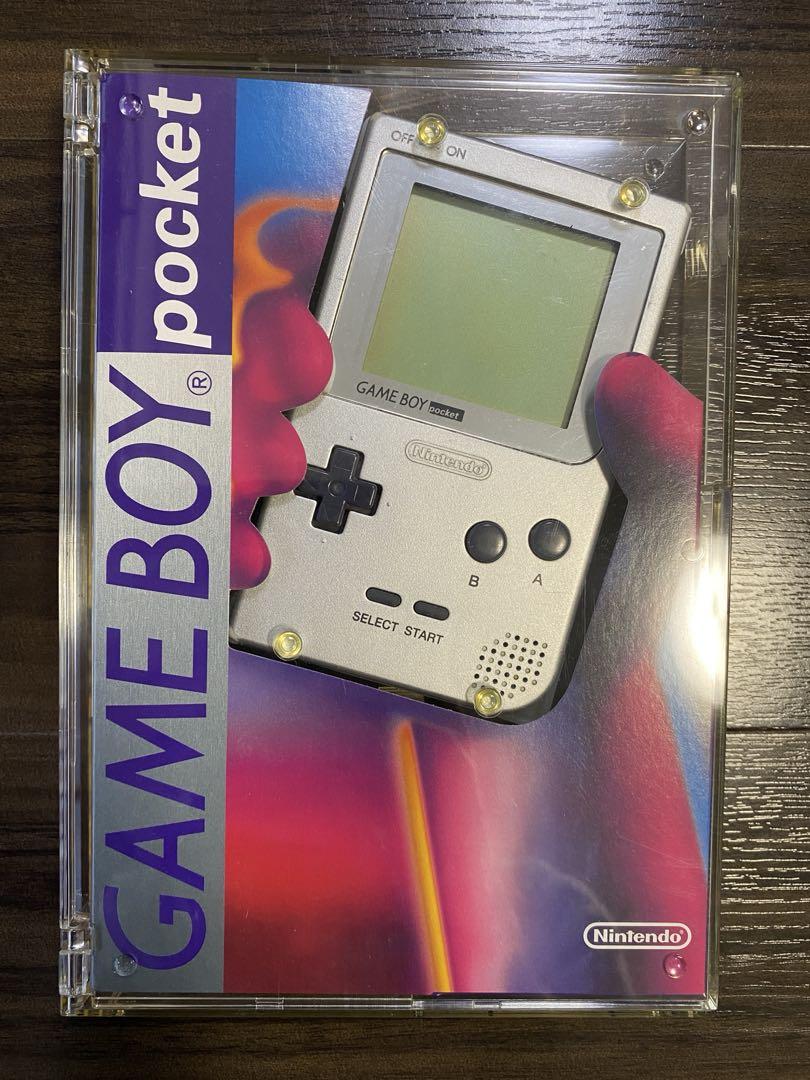 GAME BOY® pocket
OFF ON
GAME BOY pocket
Nintendo®
B A
SELECT START
Nintendo®